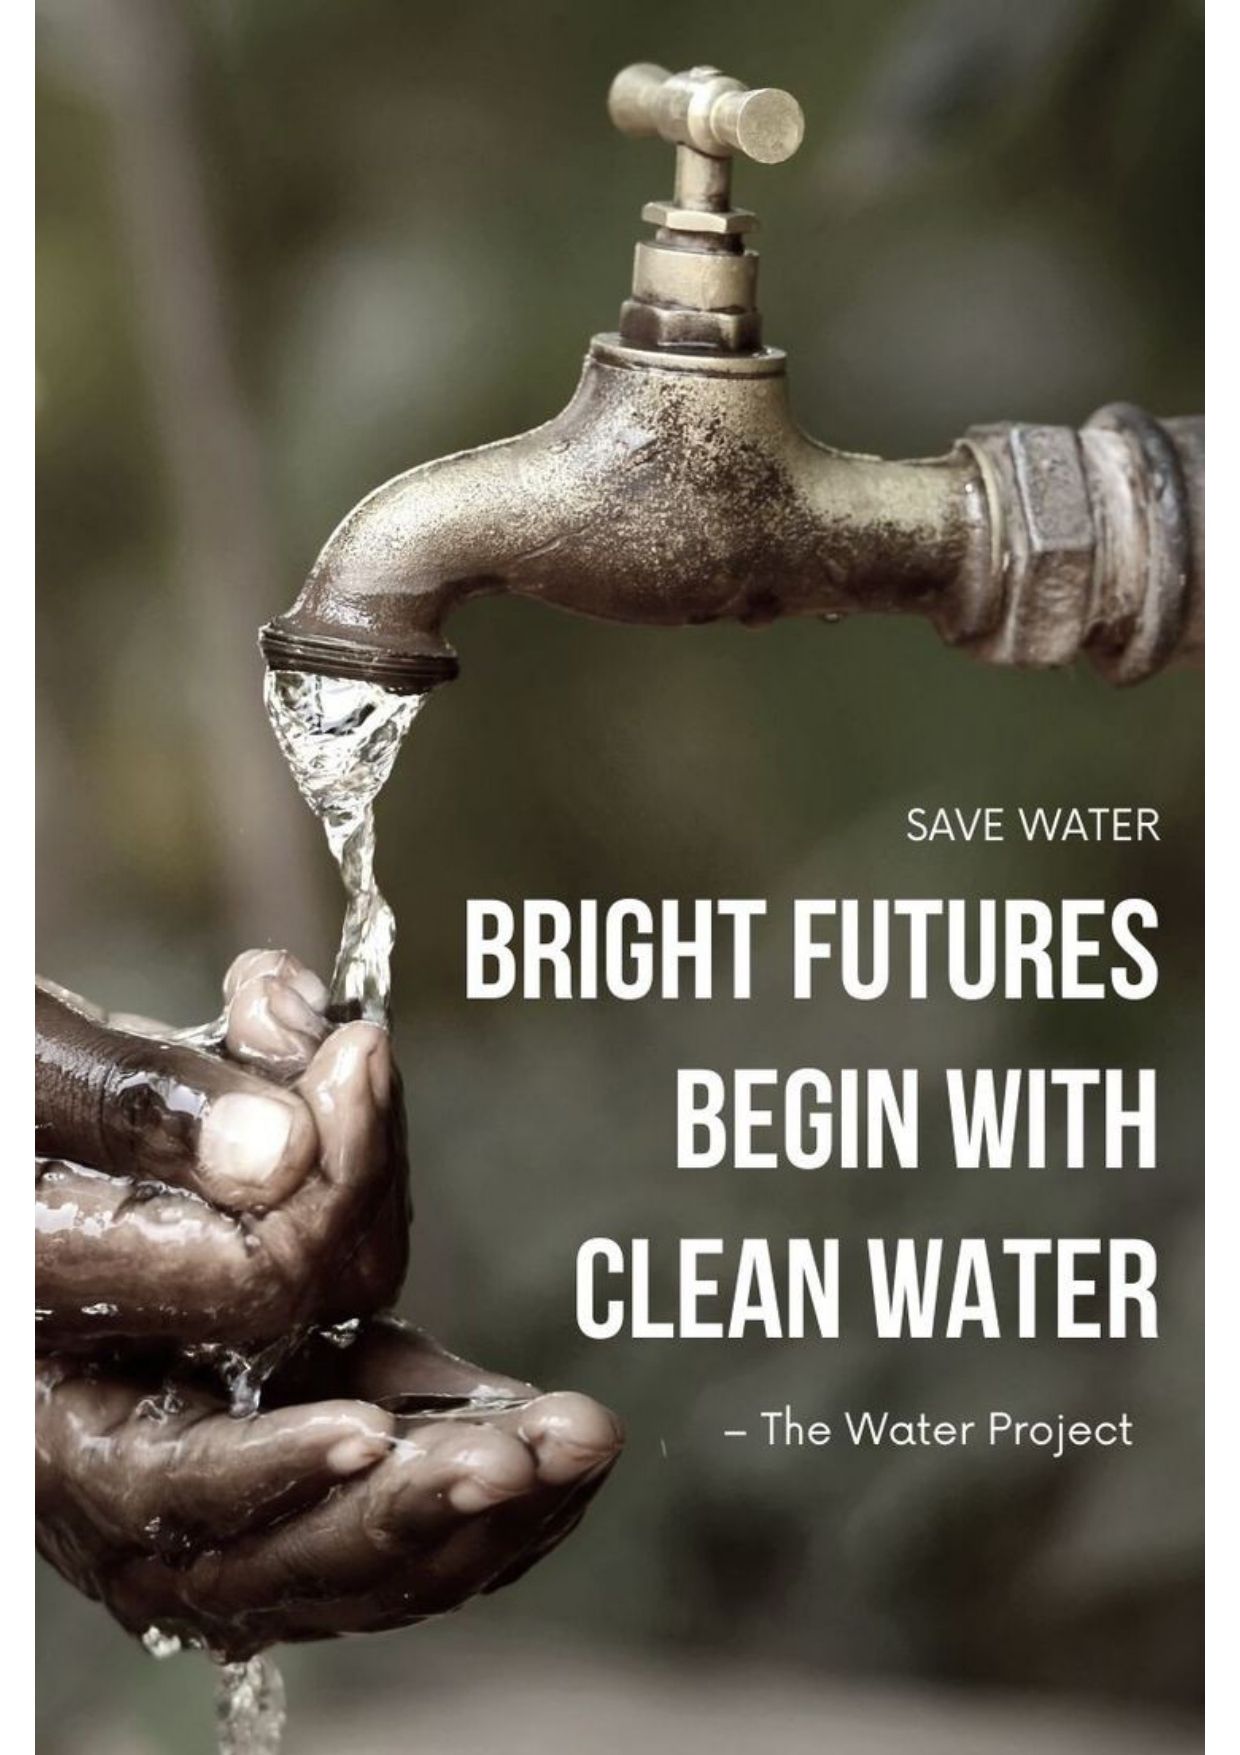 SAVE WATER
BRIGHT FUTURES
BEGIN WITH
CLEAN WATER
– The Water Project